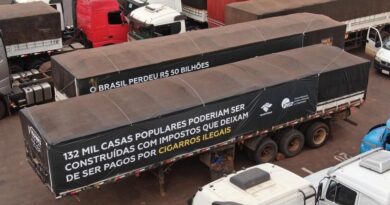 O BRASIL PERDEU R$ 50 BILHÕES
132 MIL CASAS POPULARES PODERIAM SER
CONSTRUÍDAS COM IMPOSTOS QUE DEIXAM
DE SER PAGOS POR CIGARROS ILEGAIS